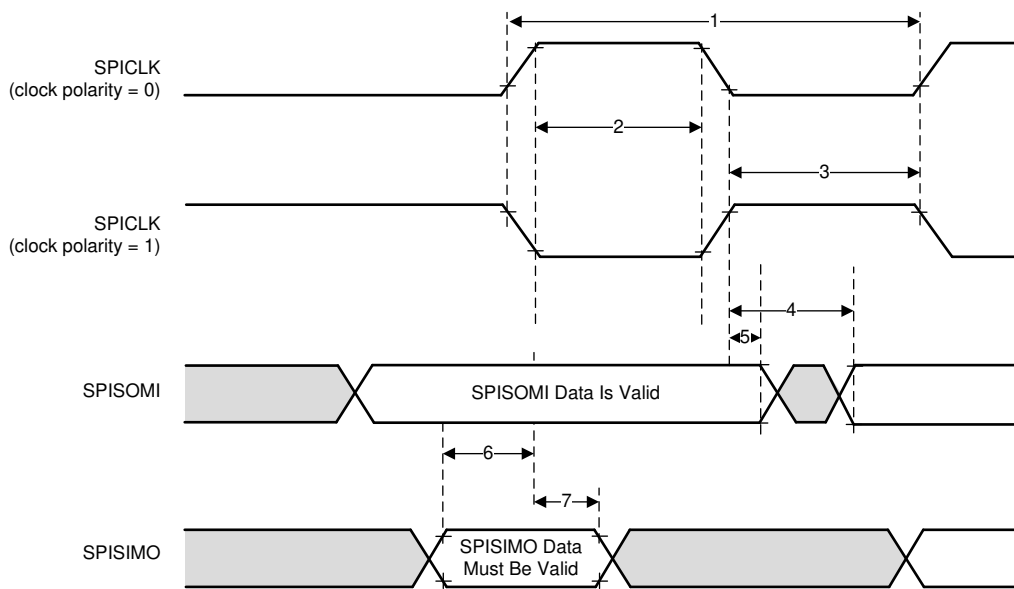 1
SPICLK
(clock polarity = 0)
2
3
SPICLK
(clock polarity = 1)
4
5
SPISOMI
SPISOMI Data Is Valid
6
7
SPISIMO
SPISIMO Data
Must Be Valid